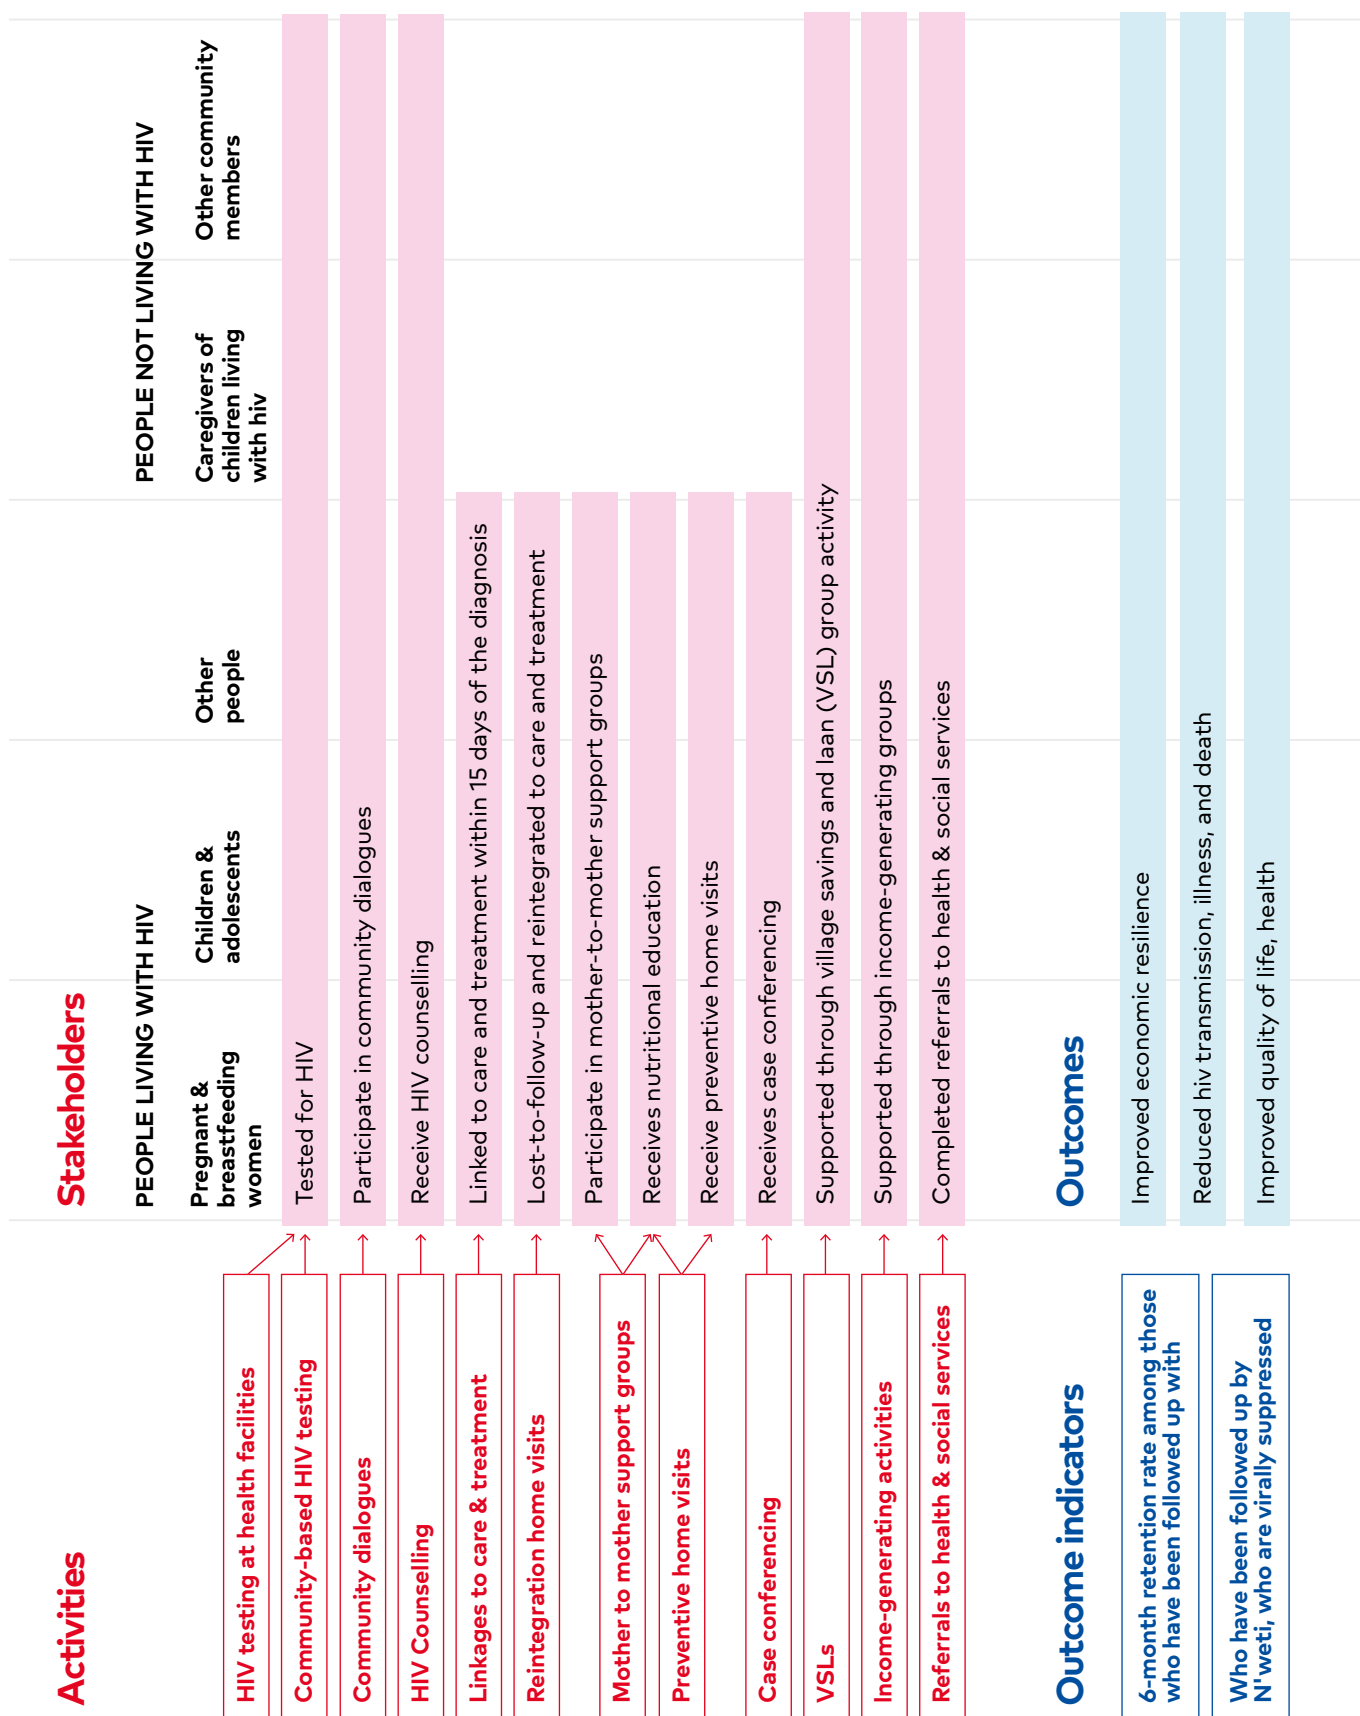 Activities
Stakeholders
PEOPLE LIVING WITH HIV
PEOPLE NOT LIVING WITH HIV
Pregnant &
breastfeeding
women
Children &
adolescents
Other
people
Caregivers of
children living
with hiv
Other community
members
HIV testing at health facilities
Community-based HIV testing
Tested for HIV
Community dialogues
Participate in community dialogues
HIV Counselling
Receive HIV counselling
Linkages to care & treatment
Linked to care and treatment within 15 days of the diagnosis
Reintegration home visits
Lost-to-follow-up and reintegrated to care and treatment
Mother to mother support groups
Participate in mother-to-mother support groups
Receives nutritional education
Preventive home visits
Receive preventive home visits
Case conferencing
Receives case conferencing
VSLs
Supported through village savings and laan (VSL) group activity
Income-generating activities
Supported through income-generating groups
Referrals to health & social services
Completed referrals to health & social services
Outcome indicators
Outcomes
6-month retention rate among those
who have been followed up with
Who have been followed up by
N'weti, who are virally suppressed
Improved economic resilience
Reduced hiv transmission, illness, and death
Improved quality of life, health